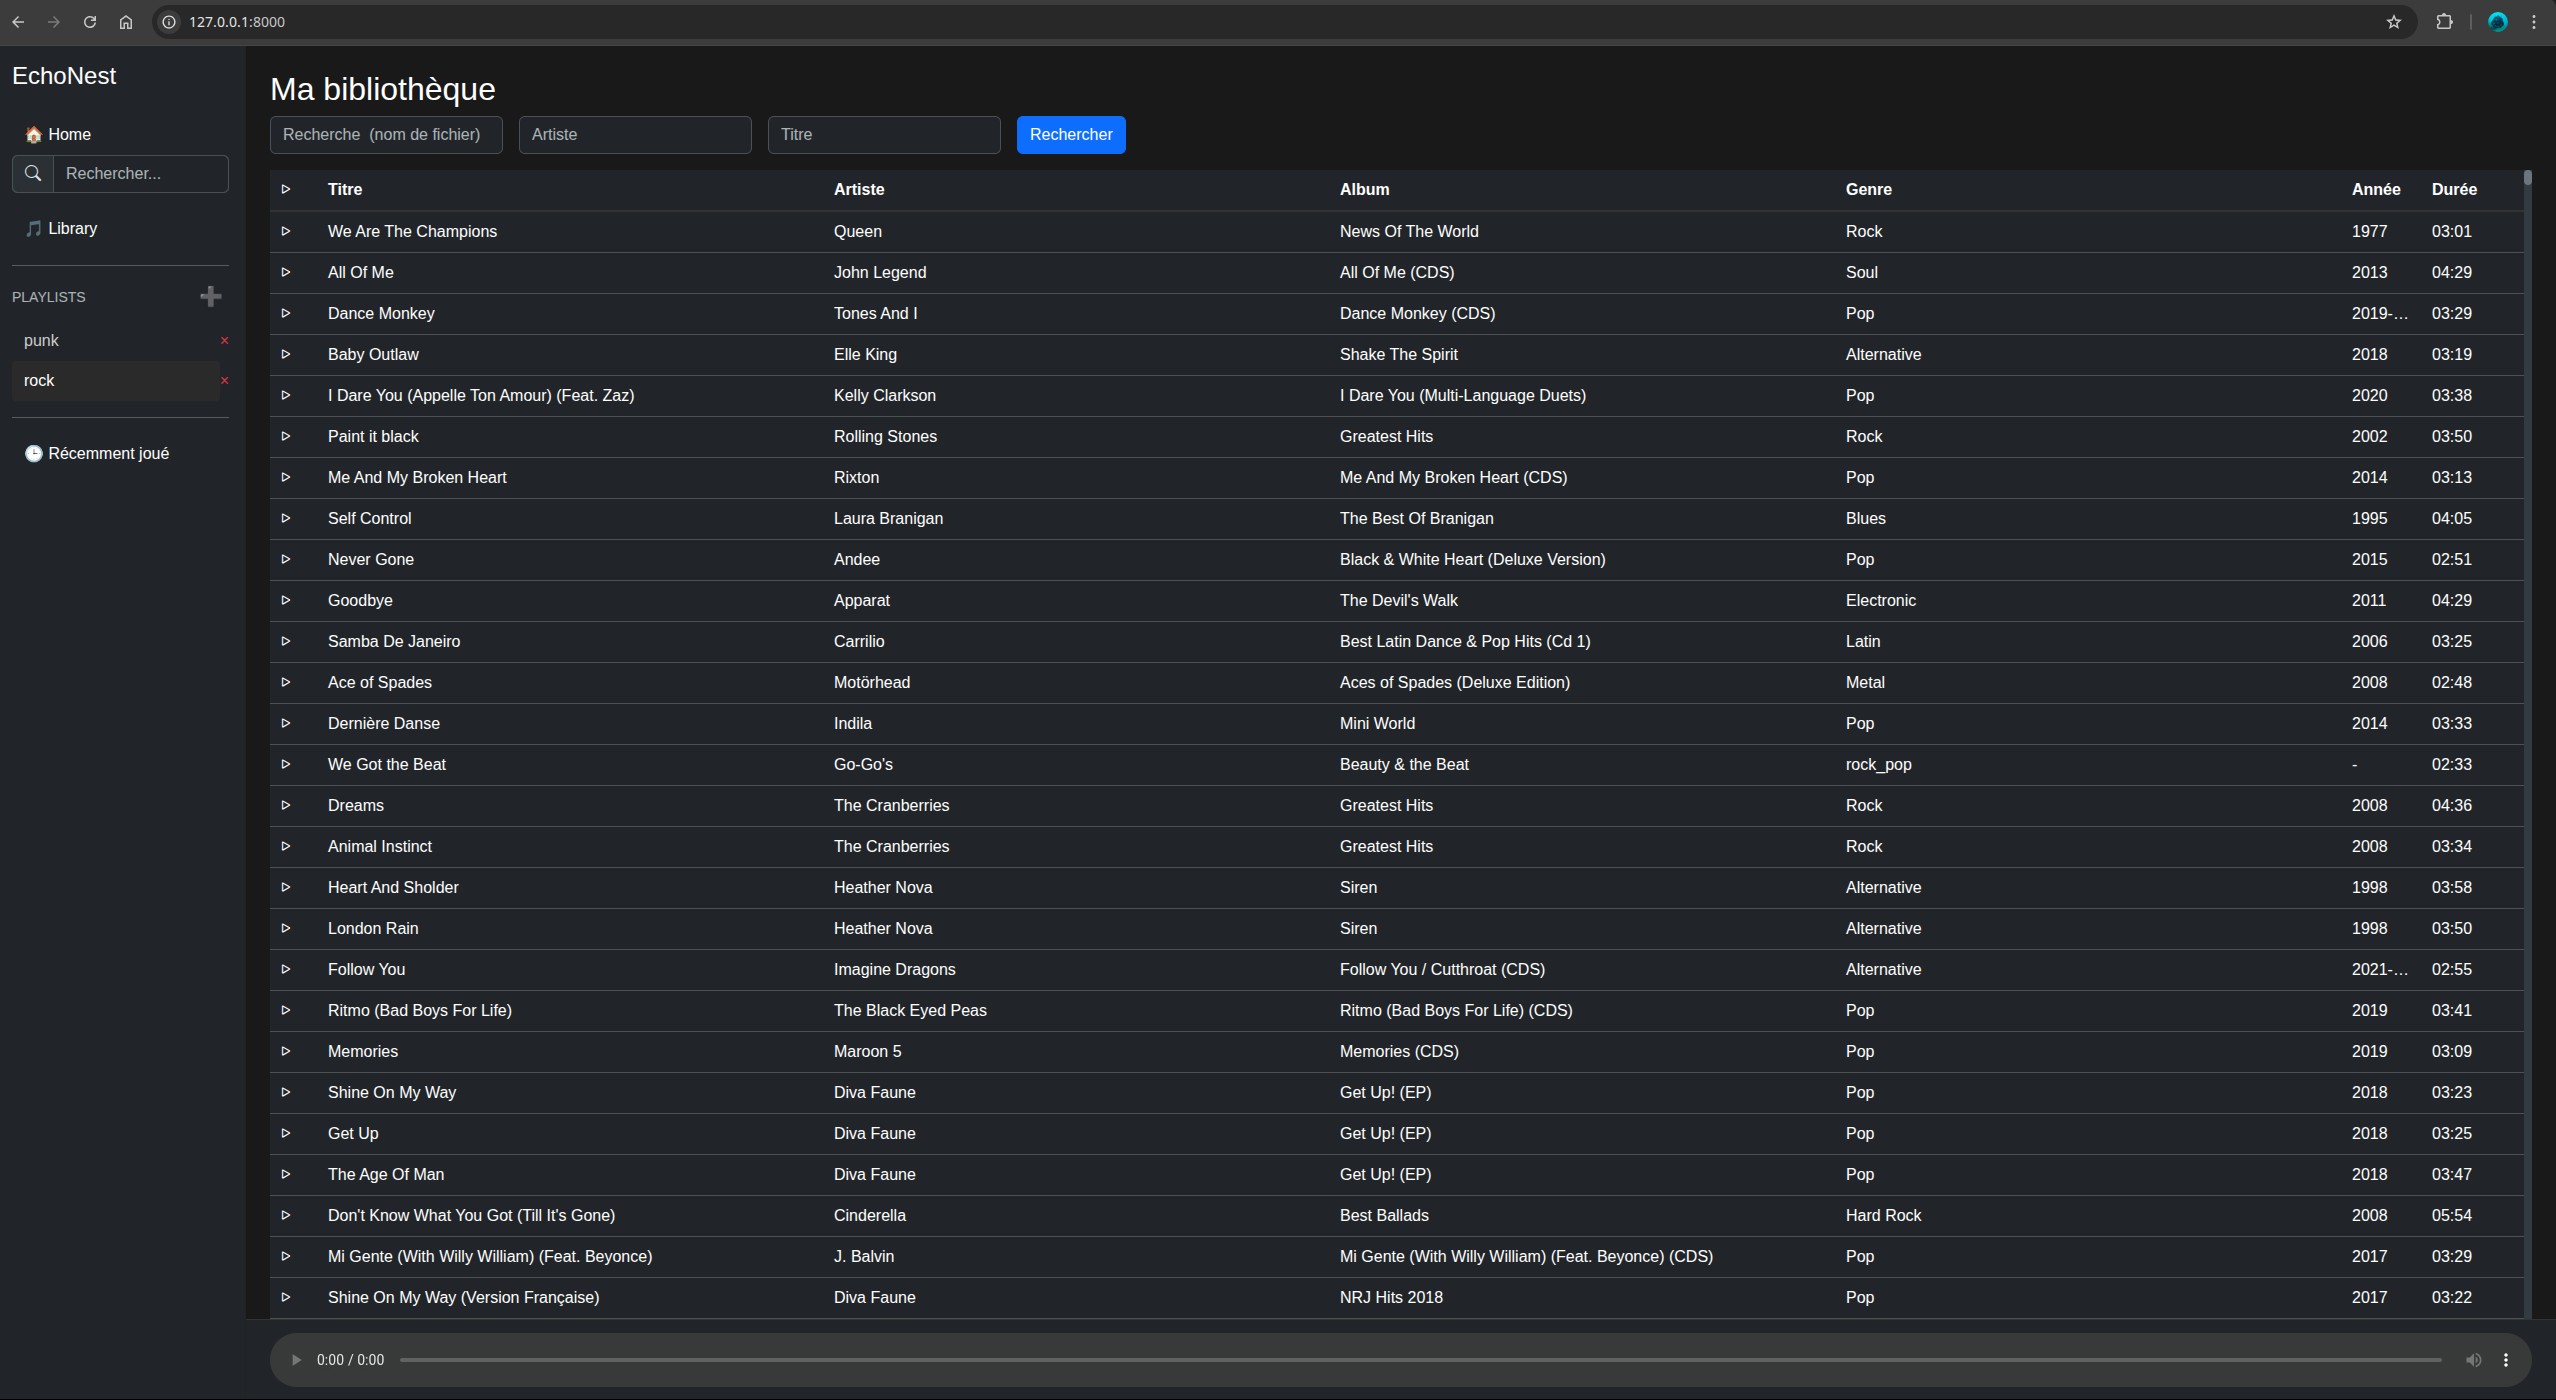 127.0.0.1:8000
EchoNest
Home
Rechercher...
Library
PLAYLISTS
punk ×
rock ×
Récemment joué
Ma bibliothèque
Recherche (nom de fichier) Artiste Titre Rechercher
Titre Artiste Album Genre Année Durée
We Are The Champions Queen News Of The World Rock 1977 03:01
All Of Me John Legend All Of Me (CDS) Soul 2013 04:29
Dance Monkey Tones And I Dance Monkey (CDS) Pop 2019-… 03:29
Baby Outlaw Elle King Shake The Spirit Alternative 2018 03:19
I Dare You (Appelle Ton Amour) (Feat. Zaz) Kelly Clarkson I Dare You (Multi-Language Duets) Pop 2020 03:38
Paint it black Rolling Stones Greatest Hits Rock 2002 03:50
Me And My Broken Heart Rixton Me And My Broken Heart (CDS) Pop 2014 03:13
Self Control Laura Branigan The Best Of Branigan Blues 1995 04:05
Never Gone Andee Black & White Heart (Deluxe Version) Pop 2015 02:51
Goodbye Apparat The Devil's Walk Electronic 2011 04:29
Samba De Janeiro Carrilio Best Latin Dance & Pop Hits (Cd 1) Latin 2006 03:25
Ace of Spades Motörhead Aces of Spades (Deluxe Edition) Metal 2008 02:48
Dernière Danse Indila Mini World Pop 2014 03:33
We Got the Beat Go-Go's Beauty & the Beat rock_pop - 02:33
Dreams The Cranberries Greatest Hits Rock 2008 04:36
Animal Instinct The Cranberries Greatest Hits Rock 2008 03:34
Heart And Sholder Heather Nova Siren Alternative 1998 03:58
London Rain Heather Nova Siren Alternative 1998 03:50
Follow You Imagine Dragons Follow You / Cutthroat (CDS) Alternative 2021-… 02:55
Ritmo (Bad Boys For Life) The Black Eyed Peas Ritmo (Bad Boys For Life) (CDS) Pop 2019 03:41
Memories Maroon 5 Memories (CDS) Pop 2019 03:09
Shine On My Way Diva Faune Get Up! (EP) Pop 2018 03:23
Get Up Diva Faune Get Up! (EP) Pop 2018 03:25
The Age Of Man Diva Faune Get Up! (EP) Pop 2018 03:47
Don't Know What You Got (Till It's Gone) Cinderella Best Ballads Hard Rock 2008 05:54
Mi Gente (With Willy William) (Feat. Beyonce) J. Balvin Mi Gente (With Willy William) (Feat. Beyonce) (CDS) Pop 2017 03:29
Shine On My Way (Version Française) Diva Faune NRJ Hits 2018 Pop 2017 03:22
0:00 / 0:00